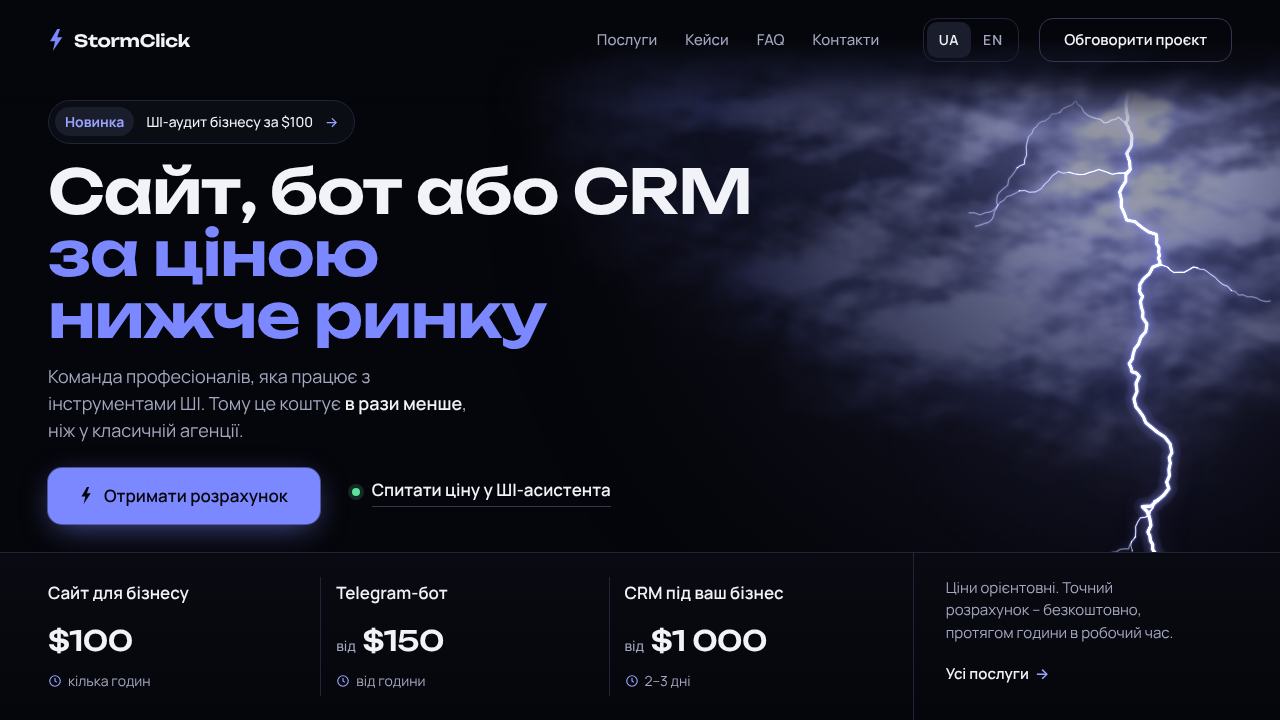 StormClick
Послуги
Кейси
FAQ
Контакти
UA
EN
Обговорити проєкт
Новинка
ШІ-аудит бізнесу за $100 →
Сайт, бот або CRM
за ціною
нижче ринку
Команда професіоналів, яка працює з
інструментами ШІ. Тому це коштує в рази менше,
ніж у класичній агенції.
Отримати розрахунок
Спитати ціну у ШІ-асистента
Сайт для бізнесу
$100
кілька годин
Telegram-бот
від $150
від години
CRM під ваш бізнес
від $1 000
2–3 дні
Ціни орієнтовні. Точний
розрахунок – безкоштовно,
протягом години в робочий час.
Усі послуги →